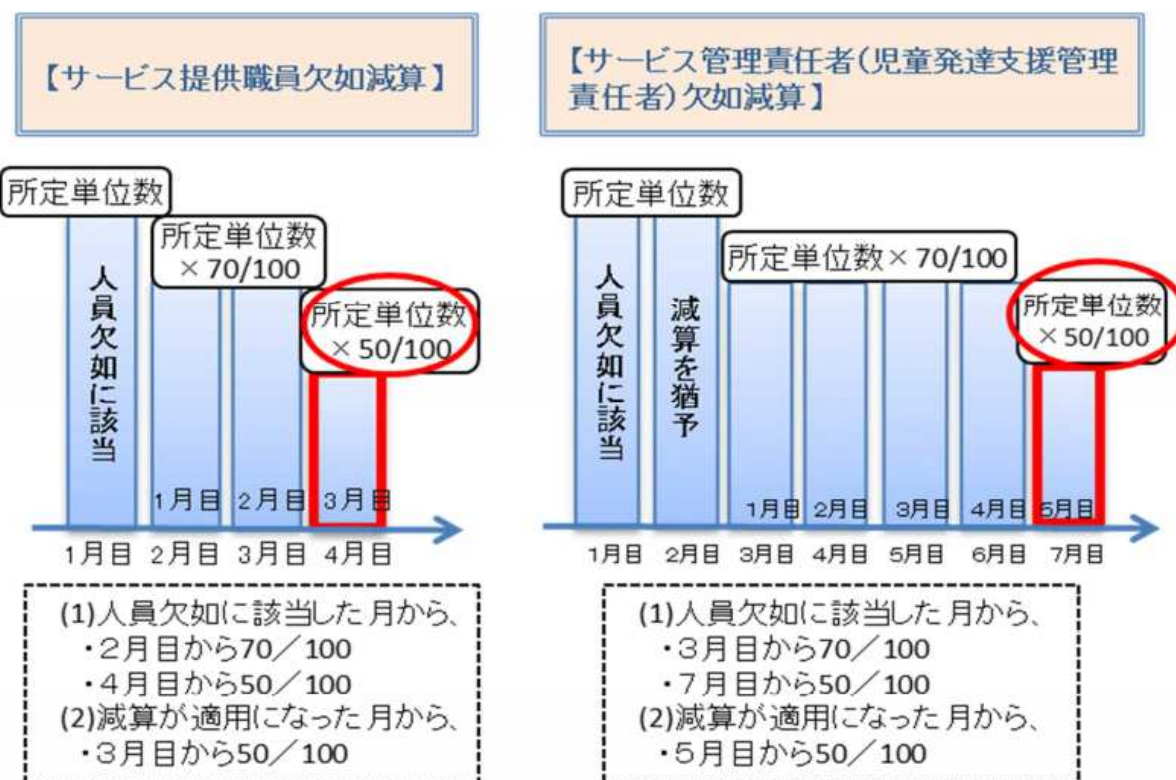 【サービス提供職員欠如減算】
所定単位数
所定単位数
×70/100
所定単位数
×50/100
人員欠如に該当
1月目 2月目 3月目
1月目 2月目 3月目 4月目
(1)人員欠如に該当した月から、
・2月目から70／100
・4月目から50／100
(2)減算が適用になった月から、
・3月目から50／100
【サービス管理責任者(児童発達支援管理
責任者)欠如減算】
所定単位数
所定単位数×70/100
所定単位数
×50/100
人員欠如に該当
減算を猶予
1月目 2月目 3月目 4月目 5月目
1月目 2月目 3月目 4月目 5月目 6月目 7月目
(1)人員欠如に該当した月から、
・3月目から70／100
・7月目から50／100
(2)減算が適用になった月から、
・5月目から50／100